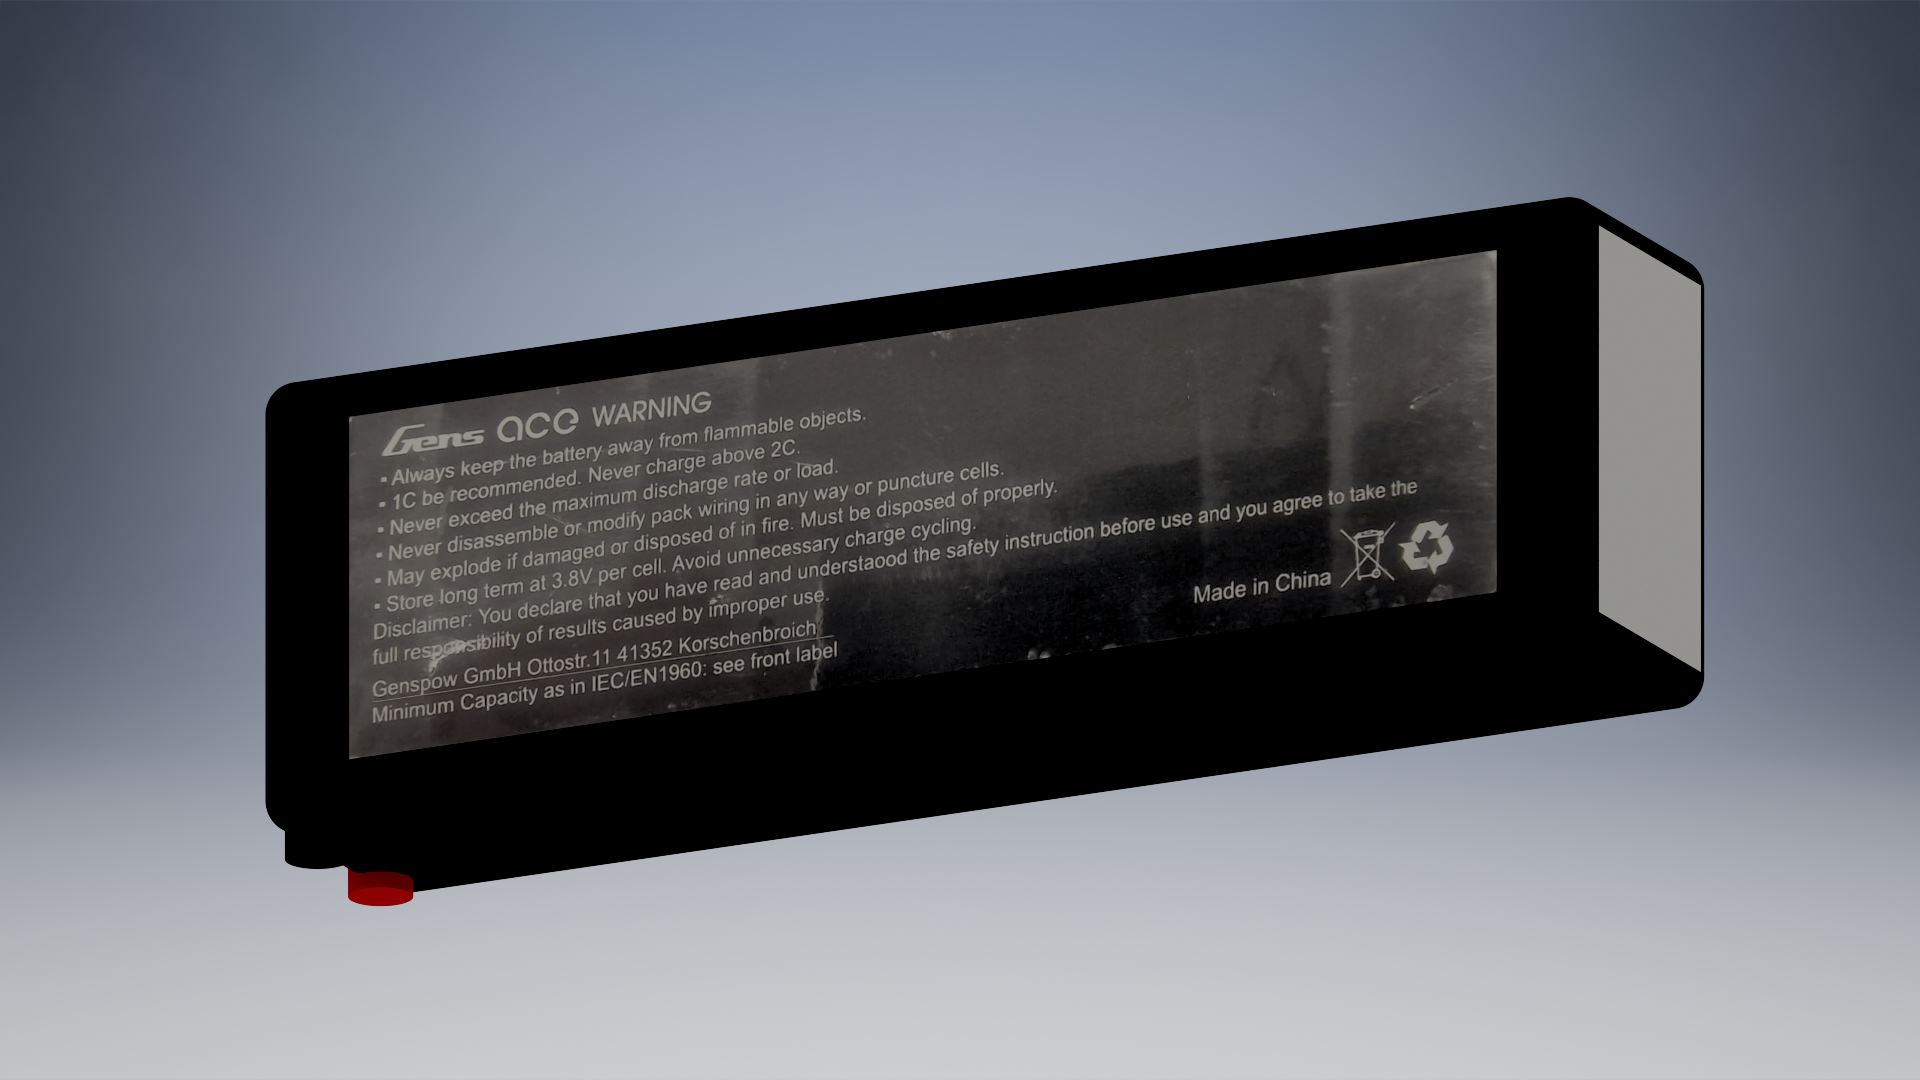 Gens ace WARNING
▪ Always keep the battery away from flammable objects.
▪ 1C be recommended. Never charge above 2C.
▪ Never exceed the maximum discharge rate or load.
▪ Never disassemble or modify pack wiring in any way or puncture cells.
▪ May explode if damaged or disposed of in fire. Must be disposed of properly.
▪ Store long term at 3.8V per cell. Avoid unnecessary charge cycling.
Disclaimer: You declare that you have read and understaood the safety instruction before use and you agree to take the
full responsibility of results caused by improper use.
Genspow GmbH Ottostr.11 41352 Korschenbroich
Minimum Capacity as in IEC/EN1960: see front label
Made in China